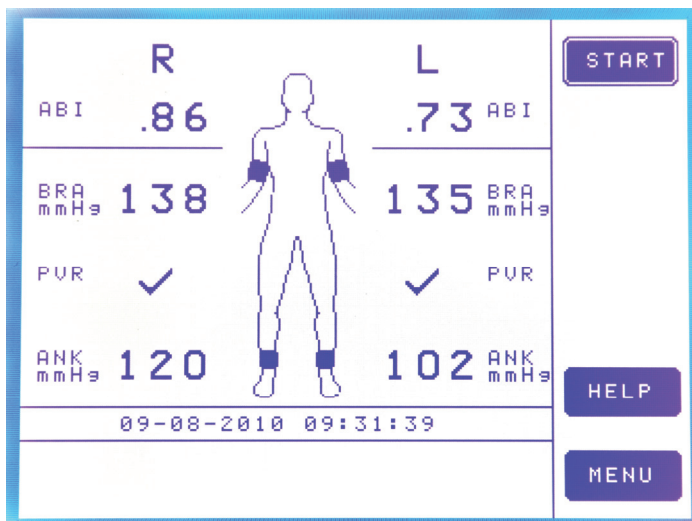 R L START
ABI .86 .73 ABI
BRA mmHg 138 135 BRA mmHg
PVR ✓ ✓ PVR
ANK mmHg 120 102 ANK mmHg
HELP
09-08-2010 09:31:39
MENU